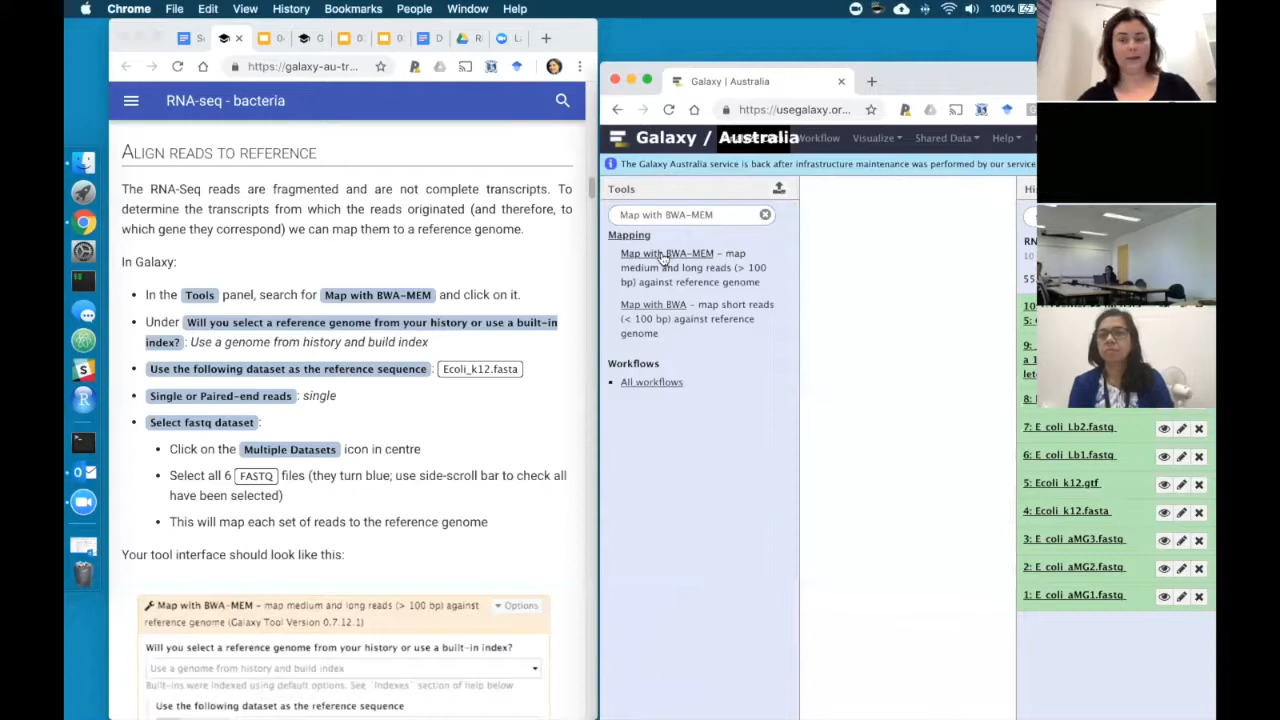 Chrome File Edit View History Bookmarks People Window Help 100%
https://galaxy-au-tr...
RNA-seq - bacteria
ALIGN READS TO REFERENCE
The RNA-Seq reads are fragmented and are not complete transcripts. To
determine the transcripts from which the reads originated (and therefore, to
which gene they correspond) we can map them to a reference genome.
In Galaxy:
In the Tools panel, search for Map with BWA-MEM and click on it.
Under Will you select a reference genome from your history or use a built-in
index? : Use a genome from history and build index
Use the following dataset as the reference sequence : Ecoli_k12.fasta
Single or Paired-end reads : single
Select fastq dataset :
Click on the Multiple Datasets icon in centre
Select all 6 FASTQ files (they turn blue; use side-scroll bar to check all
have been selected)
This will map each set of reads to the reference genome
Your tool interface should look like this:
Map with BWA-MEM – map medium and long reads (> 100 bp) against Options
reference genome (Galaxy Tool Version 0.7.12.1)
Will you select a reference genome from your history or use a built-in index?
Use a genome from history and build index
Built-ins were indexed using default options. See `Indexes` section of help below
Use the following dataset as the reference sequence
Galaxy | Australia
https://usegalaxy.or...
Galaxy / Australia Workflow Visualize Shared Data Help
The Galaxy Australia service is back after infrastructure maintenance was performed by our service
Tools
Map with BWA-MEM
Mapping
Map with BWA-MEM – map
medium and long reads (> 100
bp) against reference genome
Map with BWA – map short reads
(< 100 bp) against reference
genome
Workflows
All workflows
7: E coli Lb2.fastq
6: E coli Lb1.fastq
5: Ecoli k12.gtf
4: Ecoli k12.fasta
3: E coli aMG3.fastq
2: E coli aMG2.fastq
1: E coli aMG1.fastq